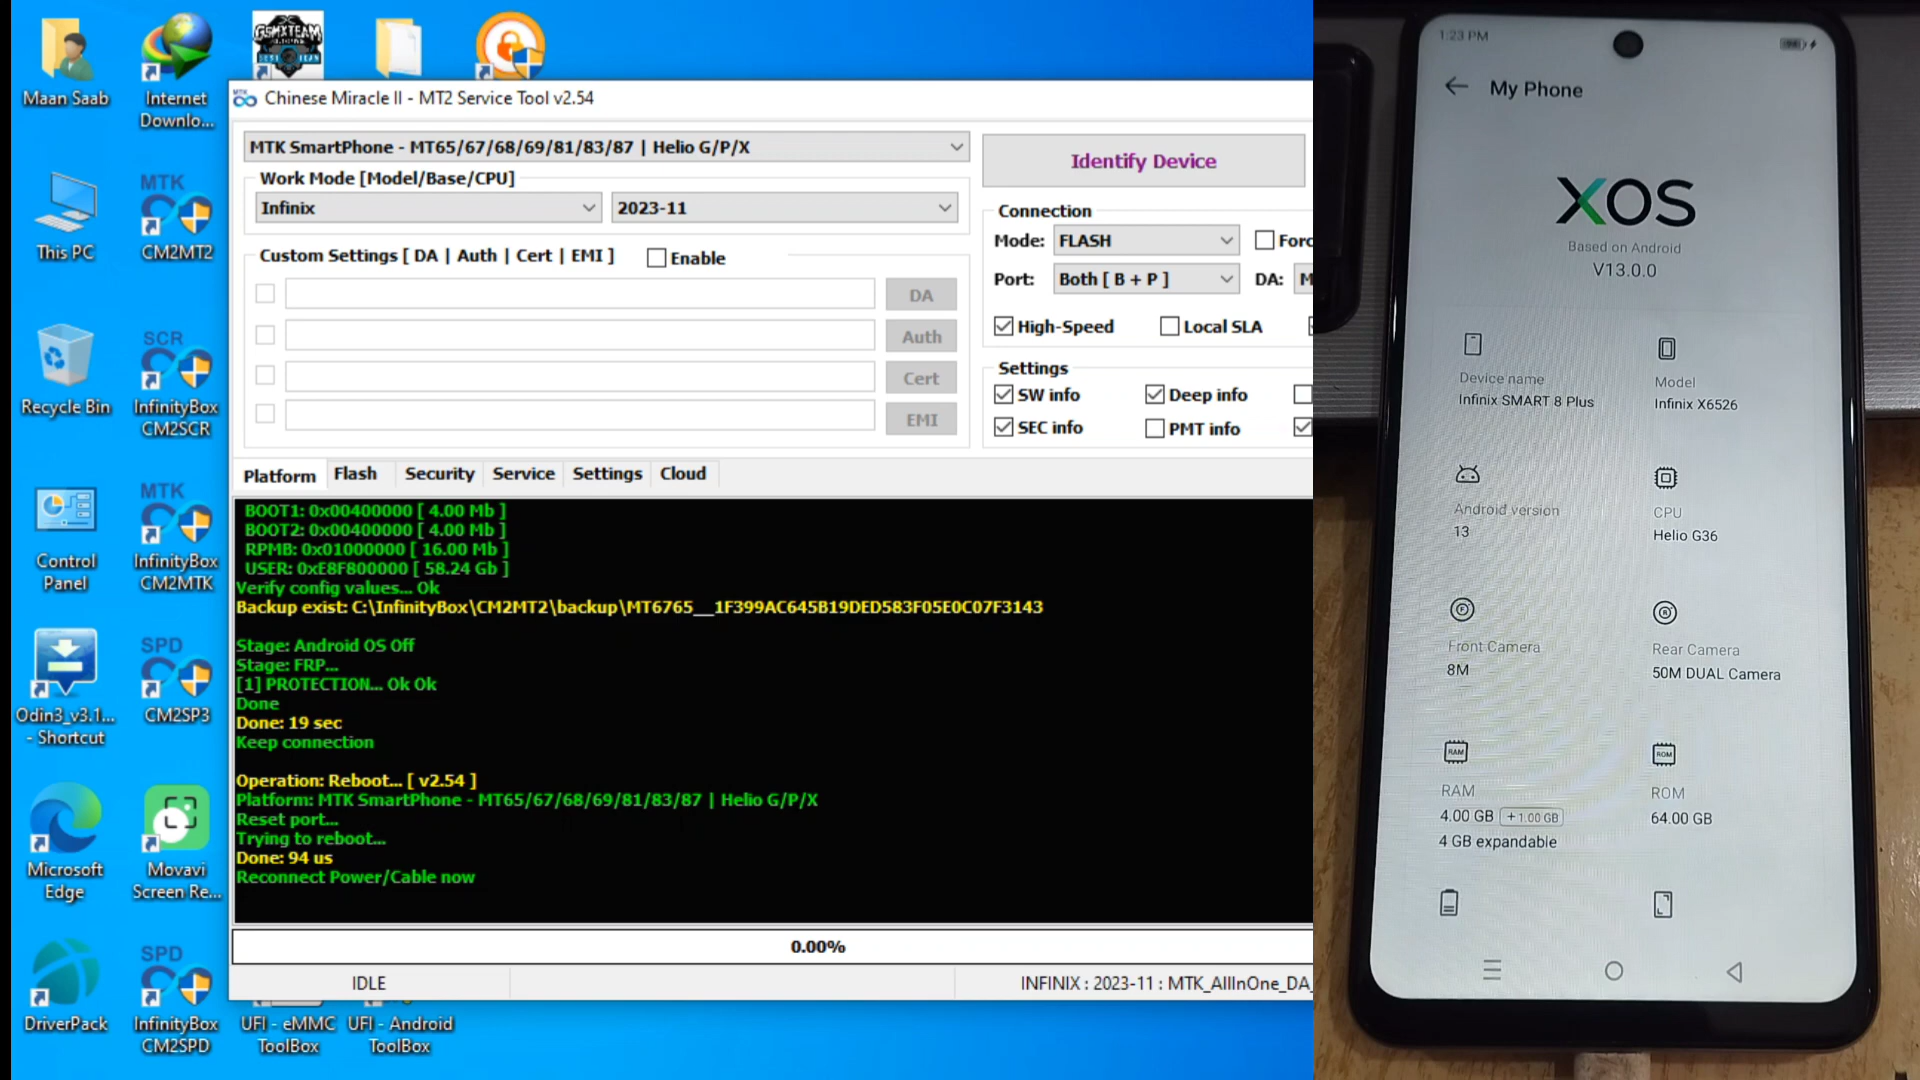 Maan Saab
Internet
Downlo...
GSMXTEAM
This PC
MTK
CM2MT2
Recycle Bin
SCR
InfinityBox
CM2SCR
Control
Panel
MTK
InfinityBox
CM2MTK
Odin3_v3.1...
- Shortcut
SPD
CM2SP3
Microsoft
Edge
Movavi
Screen Re...
DriverPack
SPD
InfinityBox
CM2SPD
UFI - eMMC
ToolBox
UFI - Android
ToolBox
MTK
Chinese Miracle II - MT2 Service Tool v2.54
MTK SmartPhone - MT65/67/68/69/81/83/87 | Helio G/P/X
Work Mode [Model/Base/CPU]
Infinix
2023-11
Custom Settings [ DA | Auth | Cert | EMI ]
Enable
DA
Auth
Cert
EMI
Identify Device
Connection
Mode: FLASH
Forc
Port: Both [ B + P ]
DA: M
High-Speed
Local SLA
Settings
SW info
Deep info
SEC info
PMT info
Platform
Flash
Security
Service
Settings
Cloud
BOOT1: 0x00400000 [ 4.00 Mb ]
BOOT2: 0x00400000 [ 4.00 Mb ]
RPMB: 0x01000000 [ 16.00 Mb ]
USER: 0xE8F800000 [ 58.24 Gb ]
Verify config values... Ok
Backup exist: C:\InfinityBox\CM2MT2\backup\MT6765__1F399AC645B19DED583F05E0C07F3143
Stage: Android OS Off
Stage: FRP...
[1] PROTECTION... Ok Ok
Done
Done: 19 sec
Keep connection
Operation: Reboot... [ v2.54 ]
Platform: MTK SmartPhone - MT65/67/68/69/81/83/87 | Helio G/P/X
Reset port...
Trying to reboot...
Done: 94 us
Reconnect Power/Cable now
0.00%
IDLE
INFINIX : 2023-11 : MTK_AllInOne_DA_
1:23 PM
My Phone
XOS
Based on Android
V13.0.0
Device name
Infinix SMART 8 Plus
Model
Infinix X6526
Android version
13
CPU
Helio G36
Front Camera
8M
Rear Camera
50M DUAL Camera
RAM
RAM
4.00 GB +1.00 GB
4 GB expandable
ROM
ROM
64.00 GB